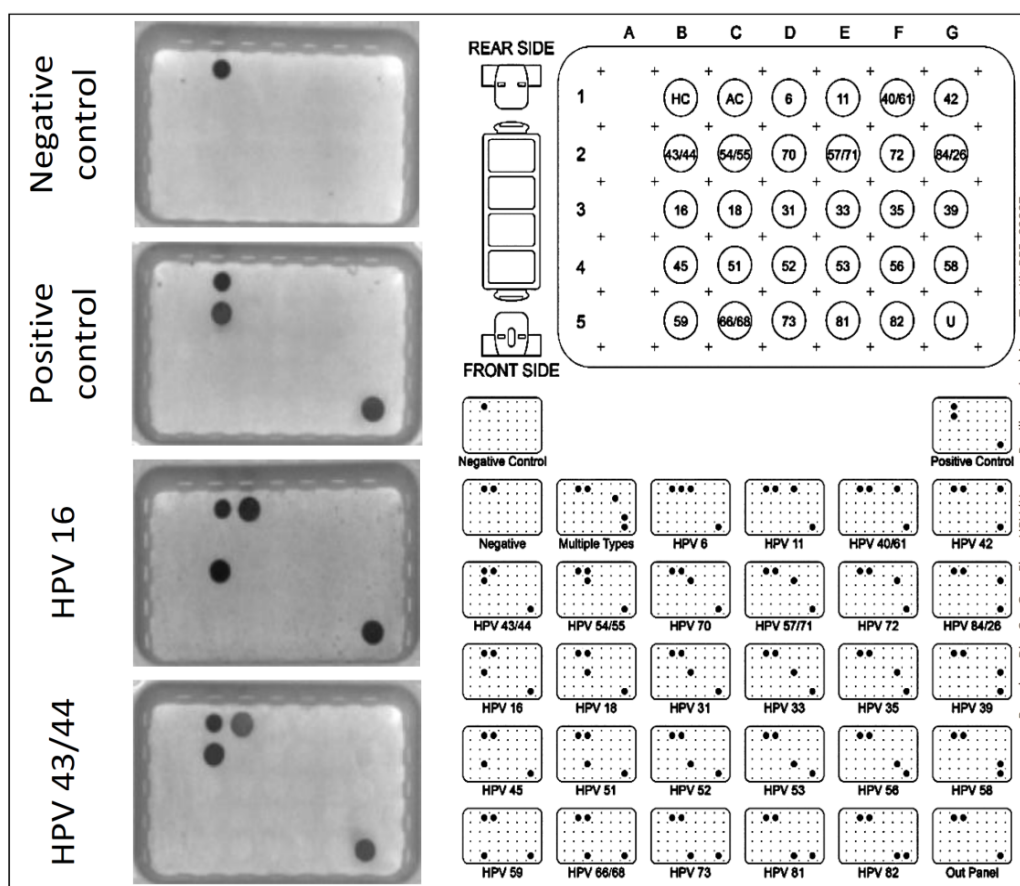 Negative control
Positive control
HPV 16
HPV 43/44
REAR SIDE
FRONT SIDE
A B C D E F G
1 HC AC 6 11 40/61 42
2 43/44 54/55 70 57/71 72 84/26
3 16 18 31 33 35 39
4 45 51 52 53 56 58
5 59 66/68 73 81 82 U
Negative Control Positive Control
Negative Multiple Types HPV 6 HPV 11 HPV 40/61 HPV 42
HPV 43/44 HPV 54/55 HPV 70 HPV 57/71 HPV 72 HPV 84/26
HPV 16 HPV 18 HPV 31 HPV 33 HPV 35 HPV 39
HPV 45 HPV 51 HPV 52 HPV 53 HPV 56 HPV 58
HPV 59 HPV 66/68 HPV 73 HPV 81 HPV 82 Out Panel